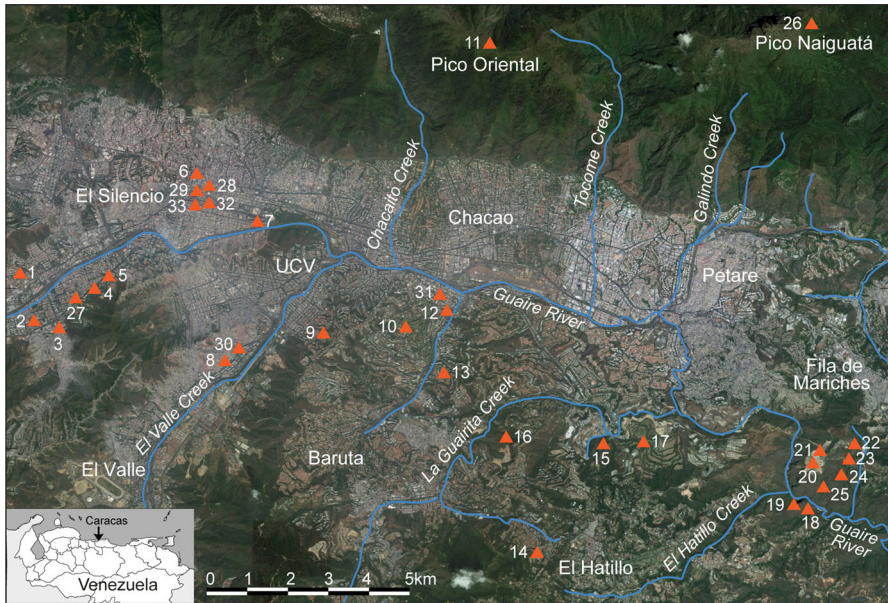 26
11
Pico Oriental
Pico Naiguatá
Chacaito Creek
Tocome Creek
Galindo Creek
6
El Silencio
29
28
33
32
7
Chacao
UCV
Petare
1
5
4
27
2
3
31
12
Guaire River
9
10
30
8
13
Fila de
Mariches
El Valle Creek
La Guairita Creek
El Valle
Baruta
16
15
17
21
22
23
20
24
25
19
18
El Hatillo Creek
Guaire
River
14
El Hatillo
Caracas
Venezuela
0 1 2 3 4 5km